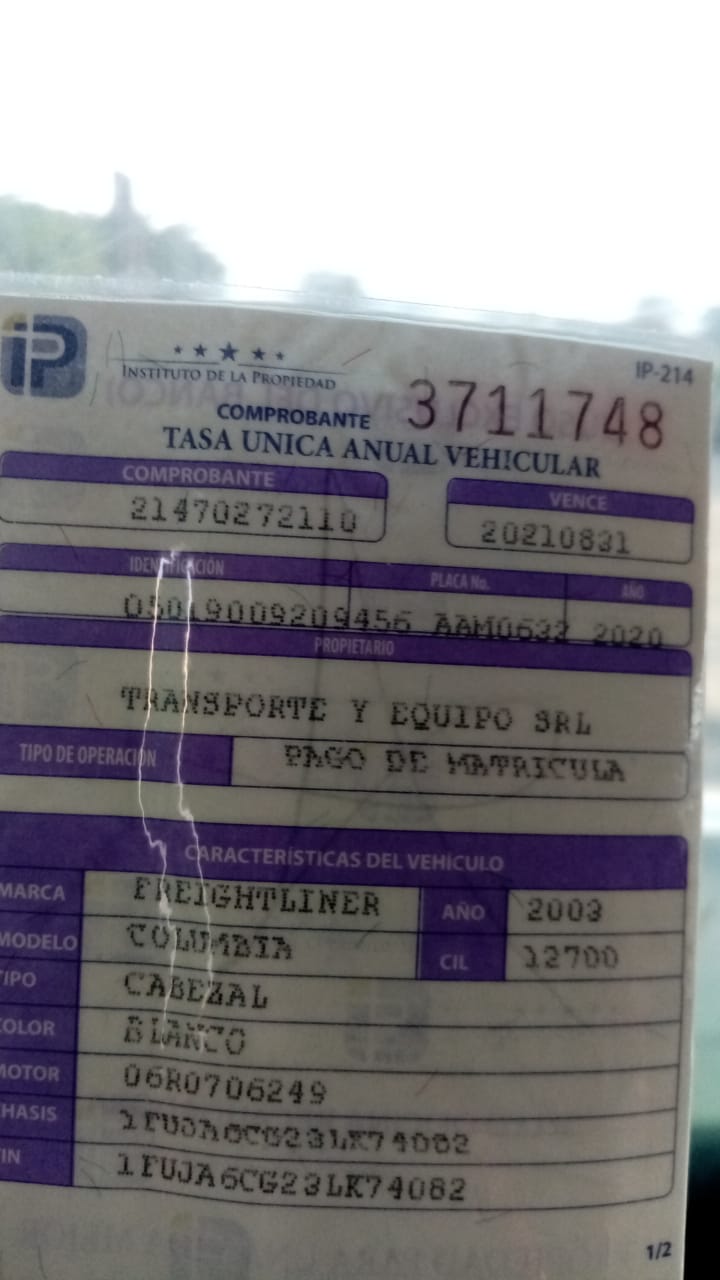 iP
INSTITUTO DE LA PROPIEDAD
IP-214
COMPROBANTE 3711748
TASA UNICA ANUAL VEHICULAR
COMPROBANTE VENCE
21470272110 20210831
IDENTIFICACIÓN PLACA No. AÑO
05019009209456 AAM0632 2020
PROPIETARIO
TRANSPORTE Y EQUIPO SRL
TIPO DE OPERACIÓN PAGO DE MATRICULA
CARACTERÍSTICAS DEL VEHÍCULO
MARCA FREIGHTLINER AÑO 2003
MODELO COLUMBIA CIL 12700
TIPO CABEZAL
COLOR BLANCO
MOTOR 06R0706249
CHASIS 1FUJA6CG23LK74082
VIN 1FUJA6CG23LK74082
1/2